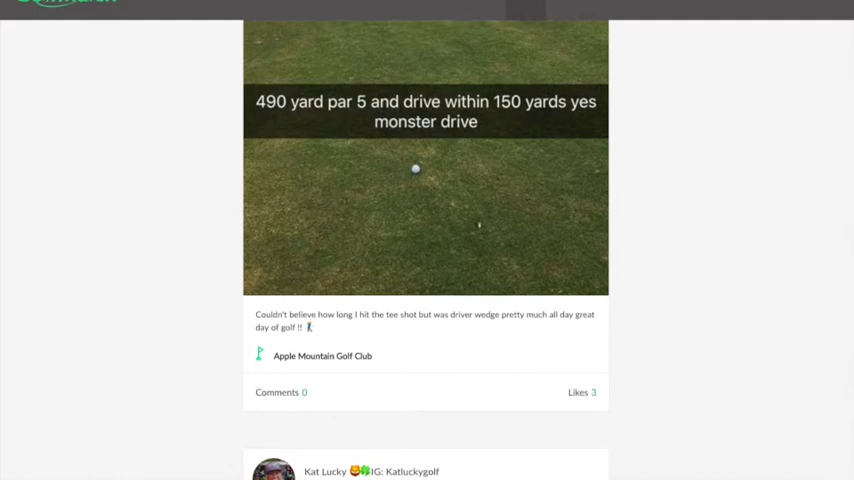 490 yard par 5 and drive within 150 yards yes
monster drive
Couldn't believe how long I hit the tee shot but was driver wedge pretty much all day great
day of golf !! 🏌
Apple Mountain Golf Club
Comments 0
Likes 3
Kat Lucky 🦁🍀IG: Katluckygolf